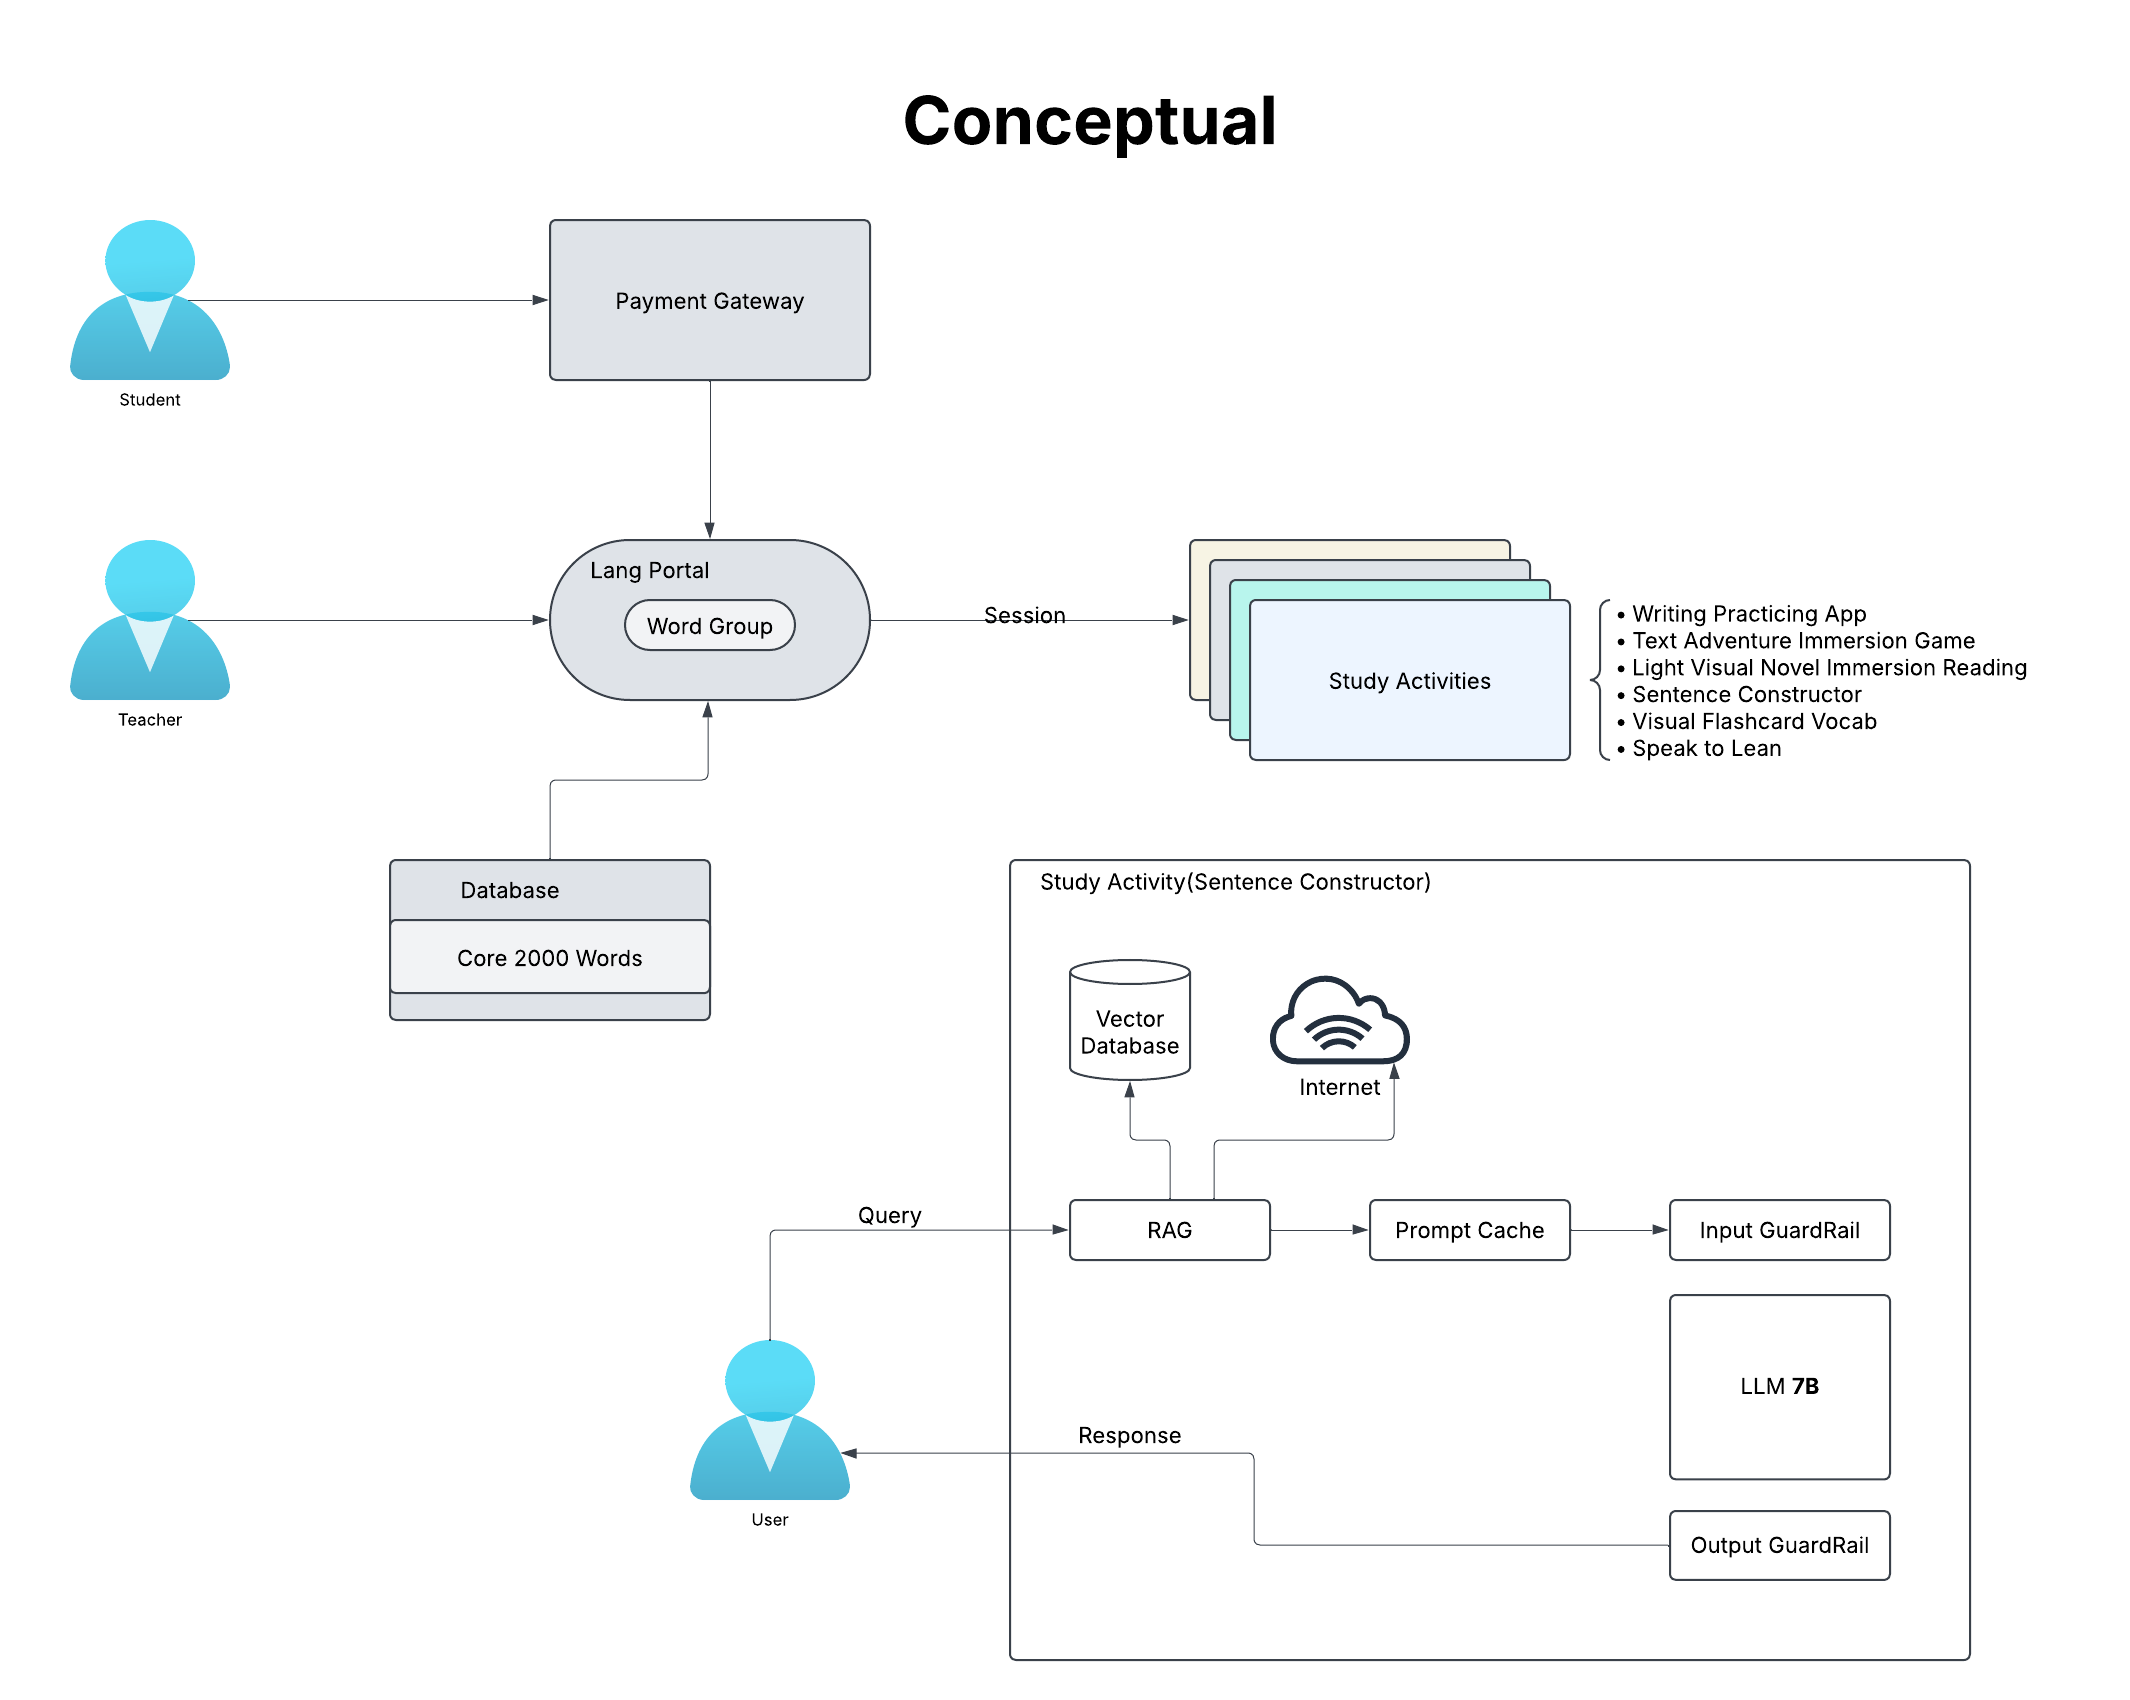 Conceptual
Payment Gateway
Student
Lang Portal
Word Group
Session
Teacher
Study Activities
• Writing Practicing App
• Text Adventure Immersion Game
• Light Visual Novel Immersion Reading
• Sentence Constructor
• Visual Flashcard Vocab
• Speak to Lean
Database
Core 2000 Words
Study Activity(Sentence Constructor)
Vector
Database
Internet
Query
RAG
Prompt Cache
Input GuardRail
LLM 7B
Response
User
Output GuardRail